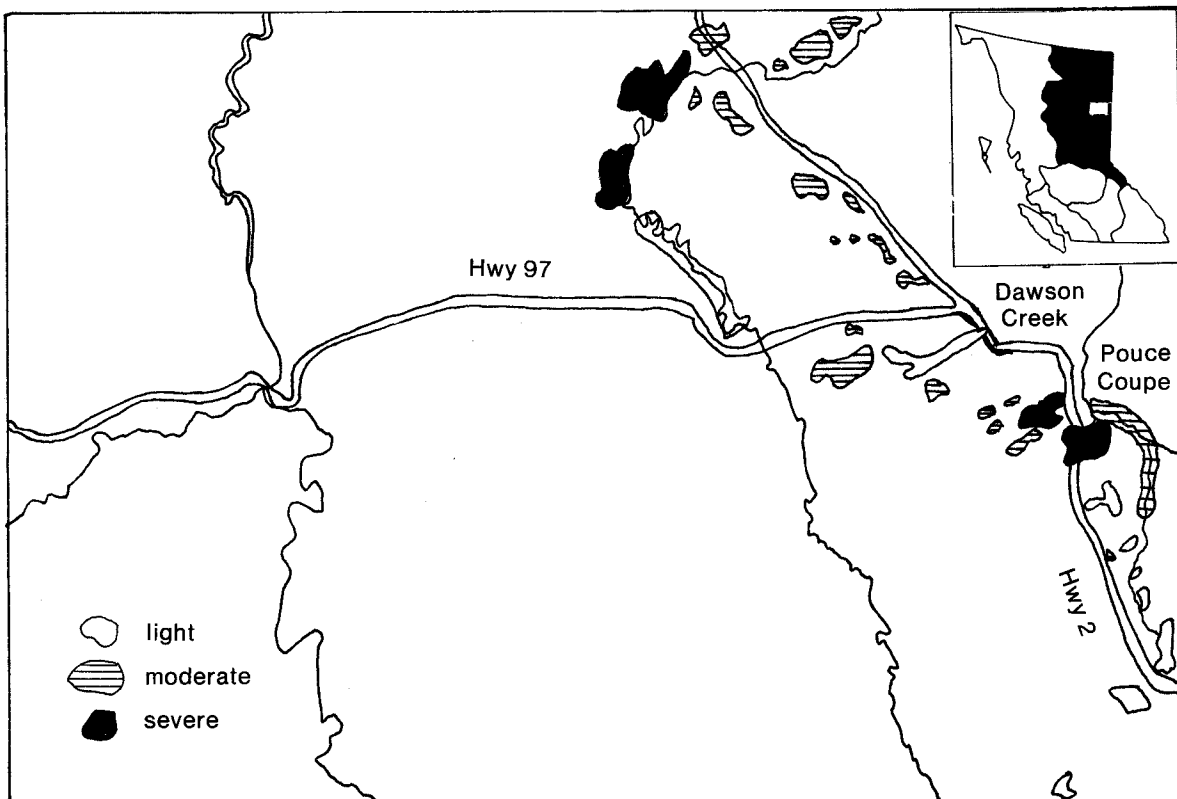 Hwy 97
Dawson
Creek
Pouce
Coupe
Hwy 2
light
moderate
severe